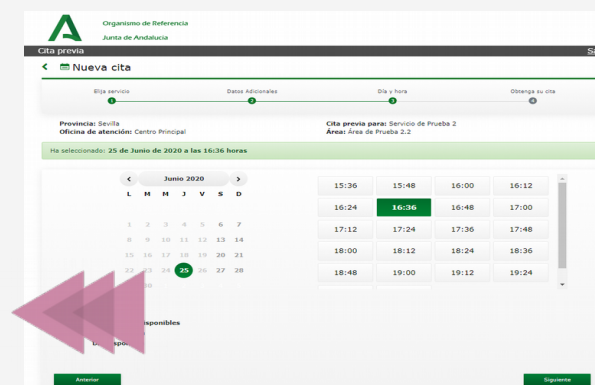 Organismo de Referencia
Junta de Andalucía
Cita previa
Nueva cita
Elija servicio
Datos Adicionales
Día y hora
Obtenga su cita
1
2
3
4
Provincia: Sevilla
Cita previa para: Servicio de Prueba 2
Oficina de atención: Centro Principal
Área: Área de Prueba 2.2
Ha seleccionado: 25 de Junio de 2020 a las 16:36 horas
Junio 2020
L M M J V S D
1 2 3 4 5 6 7
8 9 10 11 12 13 14
15 16 17 18 19 20 21
22 23 24 25 26 27 28
30
15:36 15:48 16:00 16:12
16:24 16:36 16:48 17:00
17:12 17:24 17:36 17:48
18:00 18:12 18:24 18:36
18:48 19:00 19:12 19:24
Anterior
Siguiente